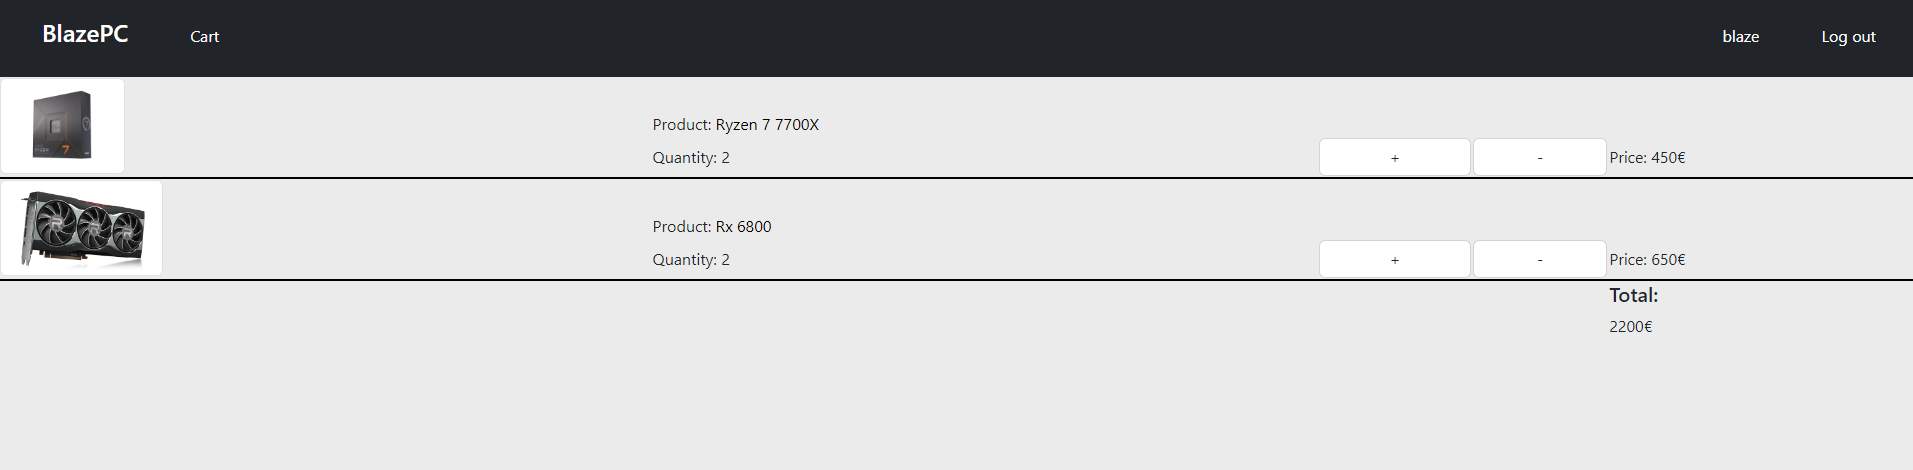 BlazePC Cart blaze Log out
Product: Ryzen 7 7700X
Quantity: 2 + - Price: 450€
Product: Rx 6800
Quantity: 2 + - Price: 650€
Total:
2200€